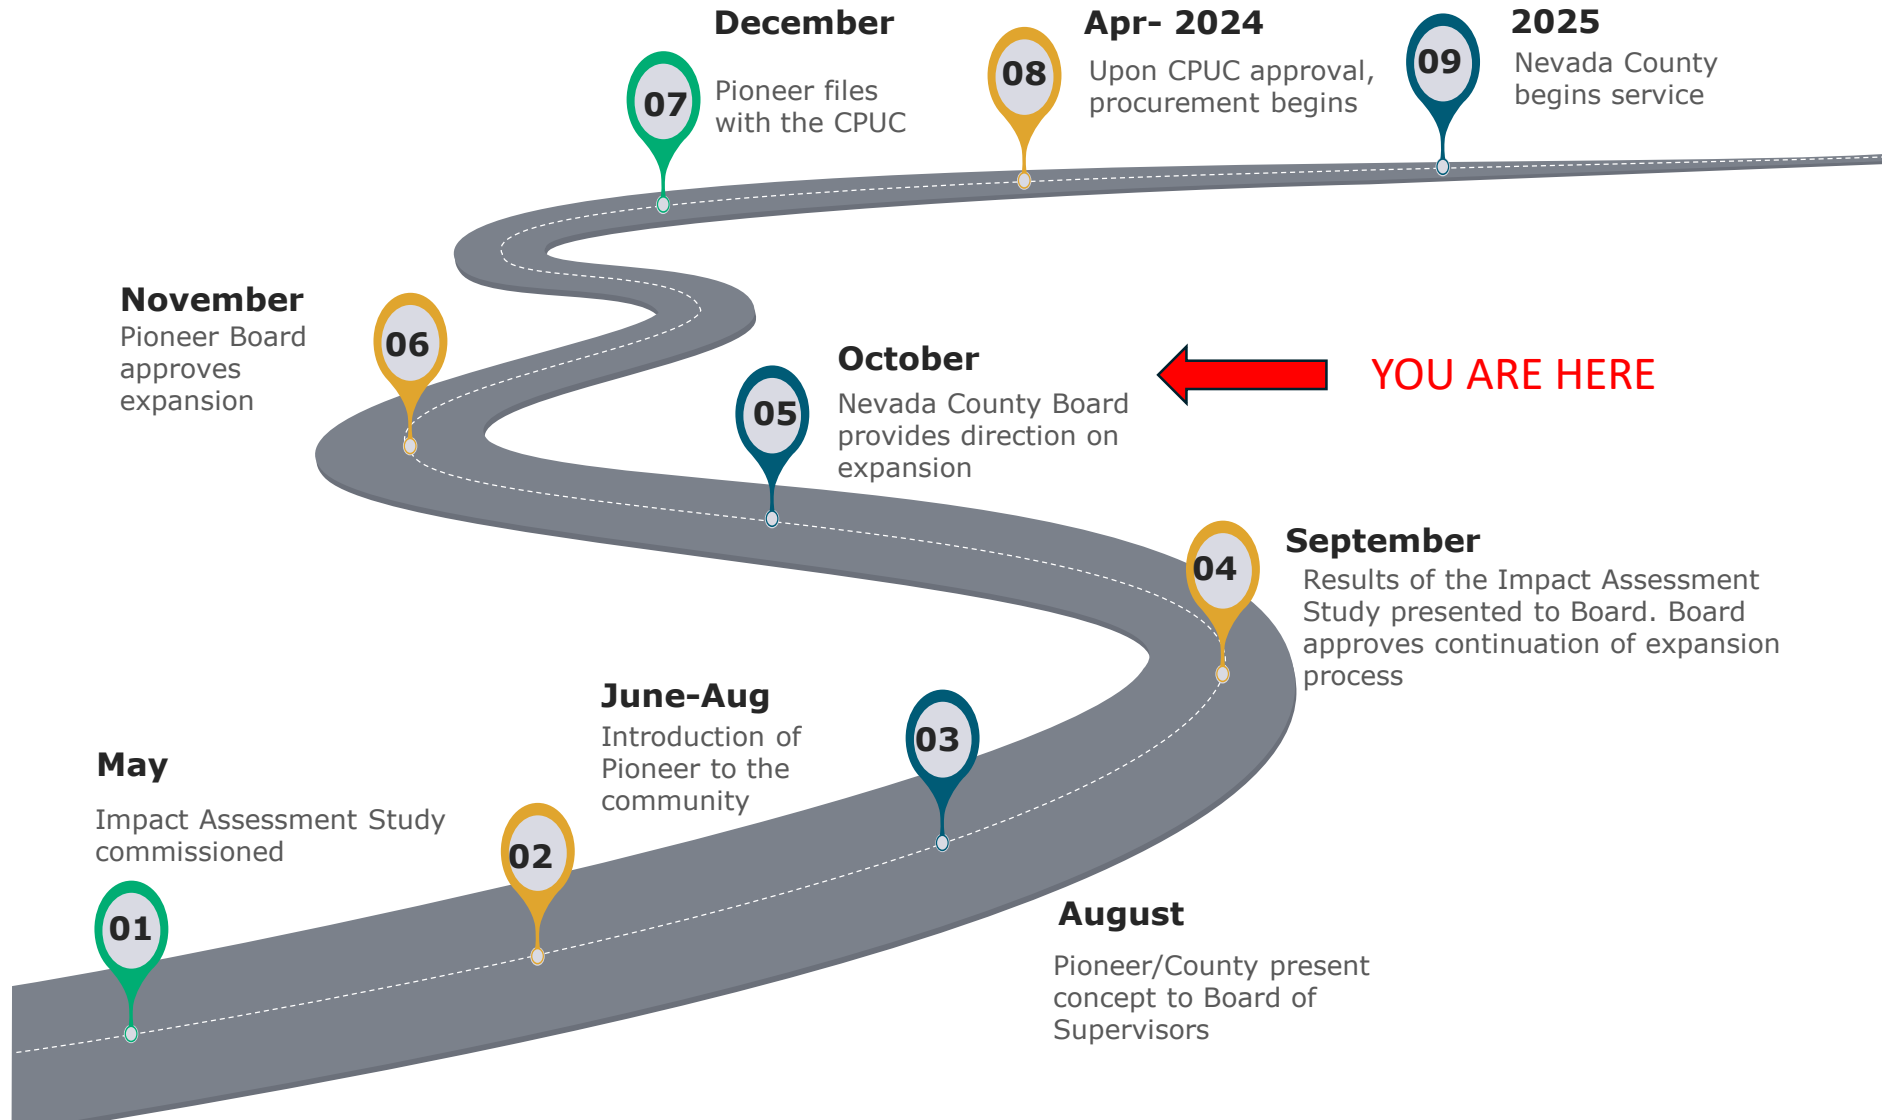 December
07
Pioneer files
with the CPUC
Apr- 2024
08
Upon CPUC approval,
procurement begins
2025
09
Nevada County
begins service
November
06
Pioneer Board
approves
expansion
October
05
Nevada County Board
provides direction on
expansion
YOU ARE HERE
September
04
Results of the Impact Assessment
Study presented to Board. Board
approves continuation of expansion
process
June-Aug
Introduction of
Pioneer to the
community
02
03
August
Pioneer/County present
concept to Board of
Supervisors
May
Impact Assessment Study
commissioned
01